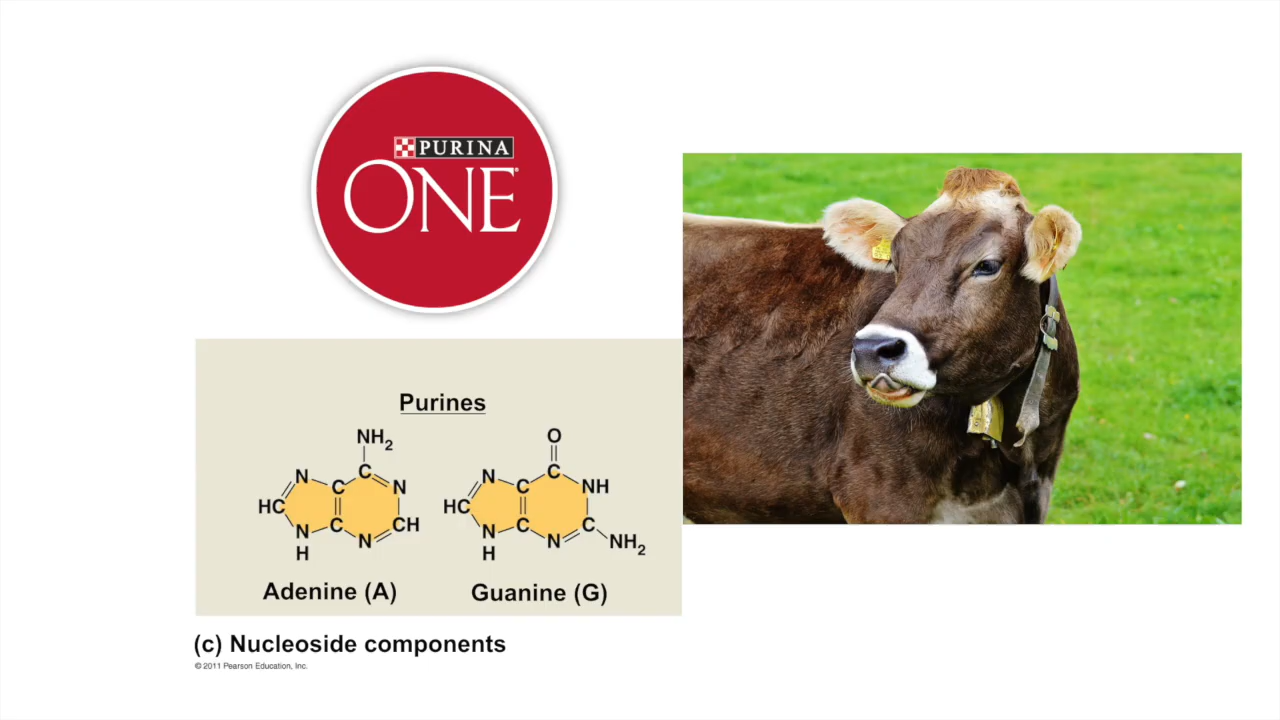 PURINA
ONE®
Purines
NH2
N
C
C
N
HC
C
CH
N
N
H
O
N
C
C
NH
HC
C
C
N
N
NH2
H
Adenine (A)
Guanine (G)
(c) Nucleoside components
© 2011 Pearson Education, Inc.